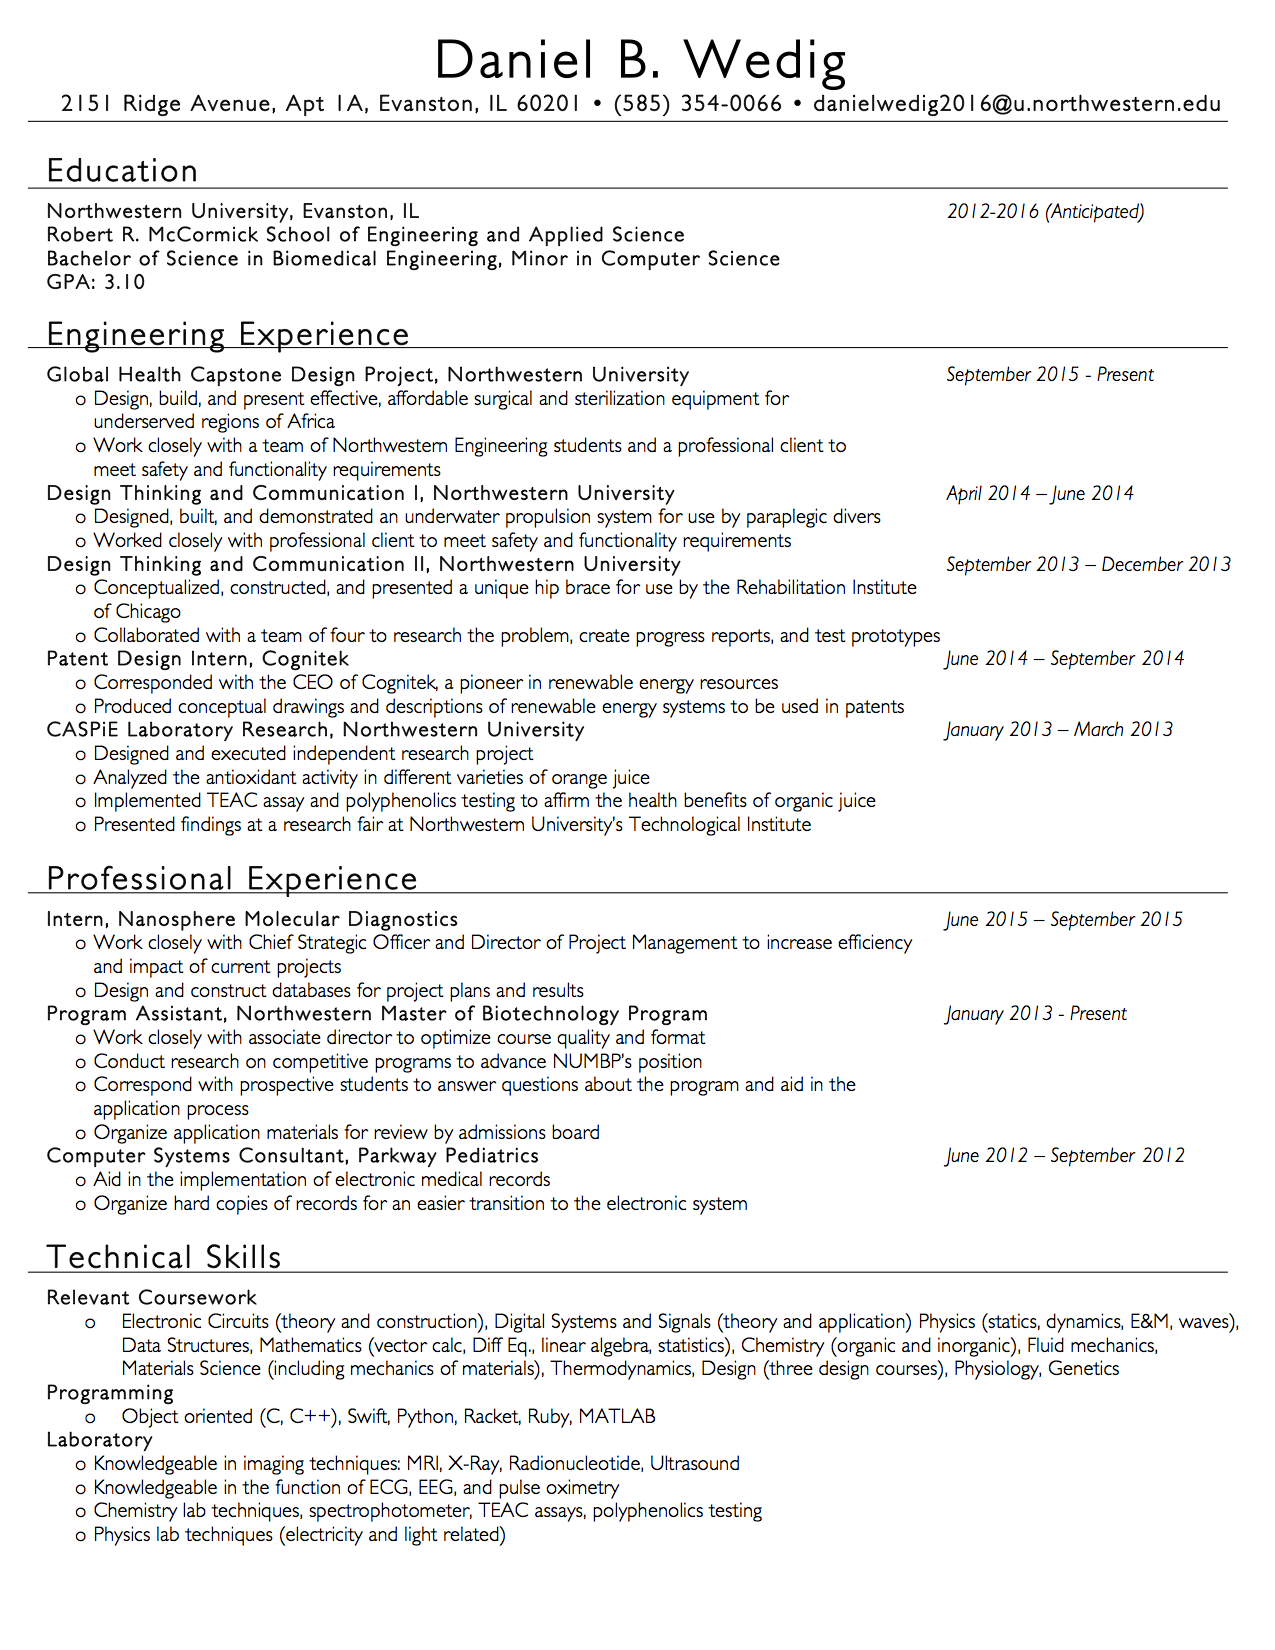 Daniel B. Wedig
2151 Ridge Avenue, Apt 1A, Evanston, IL 60201 • (585) 354-0066 • danielwedig2016@u.northwestern.edu
Education
Northwestern University, Evanston, IL 2012-2016 (Anticipated)
Robert R. McCormick School of Engineering and Applied Science
Bachelor of Science in Biomedical Engineering, Minor in Computer Science
GPA: 3.10
Engineering Experience
Global Health Capstone Design Project, Northwestern University September 2015 - Present
o Design, build, and present effective, affordable surgical and sterilization equipment for
underserved regions of Africa
o Work closely with a team of Northwestern Engineering students and a professional client to
meet safety and functionality requirements
Design Thinking and Communication I, Northwestern University April 2014 – June 2014
o Designed, built, and demonstrated an underwater propulsion system for use by paraplegic divers
o Worked closely with professional client to meet safety and functionality requirements
Design Thinking and Communication II, Northwestern University September 2013 – December 2013
o Conceptualized, constructed, and presented a unique hip brace for use by the Rehabilitation Institute
of Chicago
o Collaborated with a team of four to research the problem, create progress reports, and test prototypes
Patent Design Intern, Cognitek June 2014 – September 2014
o Corresponded with the CEO of Cognitek, a pioneer in renewable energy resources
o Produced conceptual drawings and descriptions of renewable energy systems to be used in patents
CASPiE Laboratory Research, Northwestern University January 2013 – March 2013
o Designed and executed independent research project
o Analyzed the antioxidant activity in different varieties of orange juice
o Implemented TEAC assay and polyphenolics testing to affirm the health benefits of organic juice
o Presented findings at a research fair at Northwestern University's Technological Institute
Professional Experience
Intern, Nanosphere Molecular Diagnostics June 2015 – September 2015
o Work closely with Chief Strategic Officer and Director of Project Management to increase efficiency
and impact of current projects
o Design and construct databases for project plans and results
Program Assistant, Northwestern Master of Biotechnology Program January 2013 - Present
o Work closely with associate director to optimize course quality and format
o Conduct research on competitive programs to advance NUMBP's position
o Correspond with prospective students to answer questions about the program and aid in the
application process
o Organize application materials for review by admissions board
Computer Systems Consultant, Parkway Pediatrics June 2012 – September 2012
o Aid in the implementation of electronic medical records
o Organize hard copies of records for an easier transition to the electronic system
Technical Skills
Relevant Coursework
o Electronic Circuits (theory and construction), Digital Systems and Signals (theory and application) Physics (statics, dynamics, E&M, waves),
Data Structures, Mathematics (vector calc, Diff Eq., linear algebra, statistics), Chemistry (organic and inorganic), Fluid mechanics,
Materials Science (including mechanics of materials), Thermodynamics, Design (three design courses), Physiology, Genetics
Programming
o Object oriented (C, C++), Swift, Python, Racket, Ruby, MATLAB
Laboratory
o Knowledgeable in imaging techniques: MRI, X-Ray, Radionucleotide, Ultrasound
o Knowledgeable in the function of ECG, EEG, and pulse oximetry
o Chemistry lab techniques, spectrophotometer, TEAC assays, polyphenolics testing
o Physics lab techniques (electricity and light related)